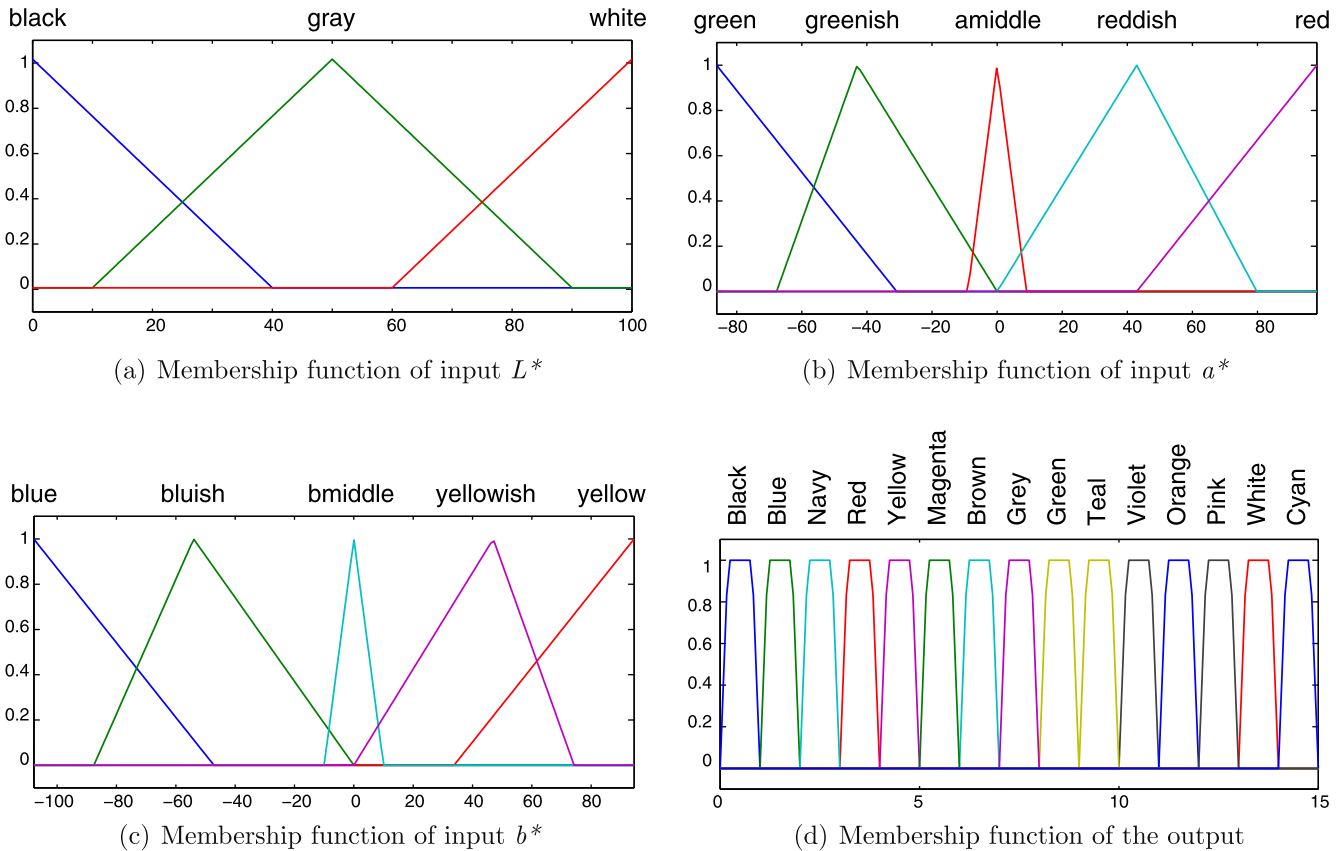 black gray white
1
0.8
0.6
0.4
0.2
0
0 20 40 60 80 100
(a) Membership function of input L*
green greenish amiddle reddish red
1
0.8
0.6
0.4
0.2
0
−80 −60 −40 −20 0 20 40 60 80
(b) Membership function of input a*
blue bluish bmiddle yellowish yellow
1
0.8
0.6
0.4
0.2
0
−100 −80 −60 −40 −20 0 20 40 60 80
(c) Membership function of input b*
Black
Blue
Navy
Red
Yellow
Magenta
Brown
Grey
Green
Teal
Violet
Orange
Pink
White
Cyan
1
0.8
0.6
0.4
0.2
0
0 5 10 15
(d) Membership function of the output